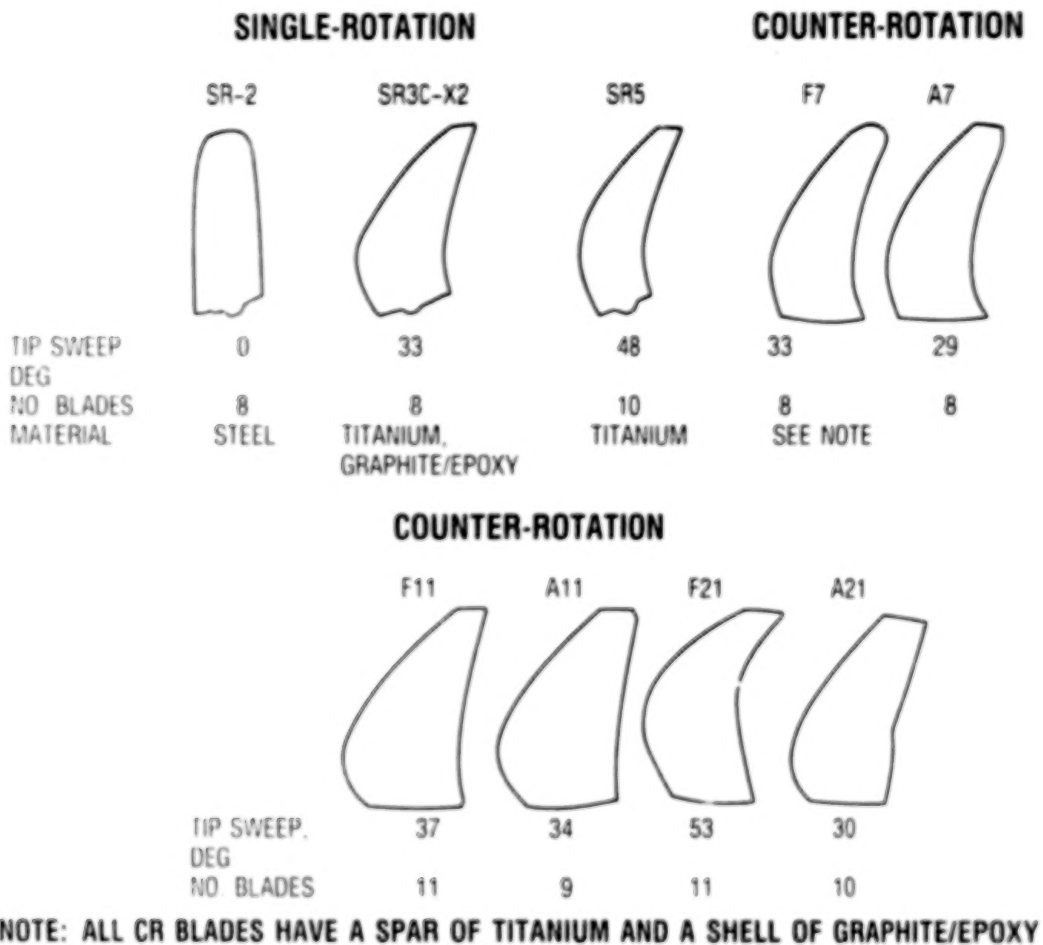 SINGLE-ROTATION COUNTER-ROTATION
SR-2 SR3C-X2 SR5 F7 A7
TIP SWEEP 0 33 48 33 29
DEG
NO BLADES 8 8 10 8 8
MATERIAL STEEL TITANIUM, TITANIUM SEE NOTE
GRAPHITE/EPOXY
COUNTER-ROTATION
F11 A11 F21 A21
TIP SWEEP, 37 34 53 30
DEG
NO BLADES 11 9 11 10
NOTE: ALL CR BLADES HAVE A SPAR OF TITANIUM AND A SHELL OF GRAPHITE/EPOXY